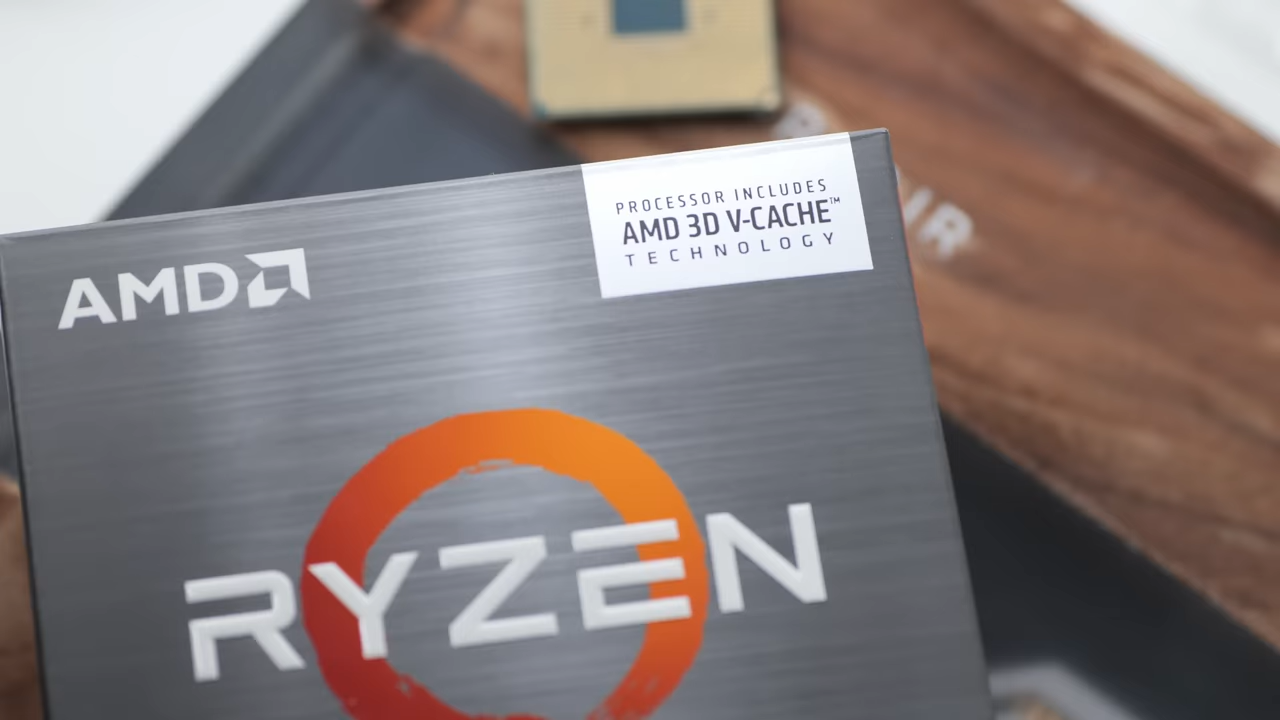 PROCESSOR INCLUDES
AMD 3D V-CACHE™
TECHNOLOGY
AMD
RYZEN